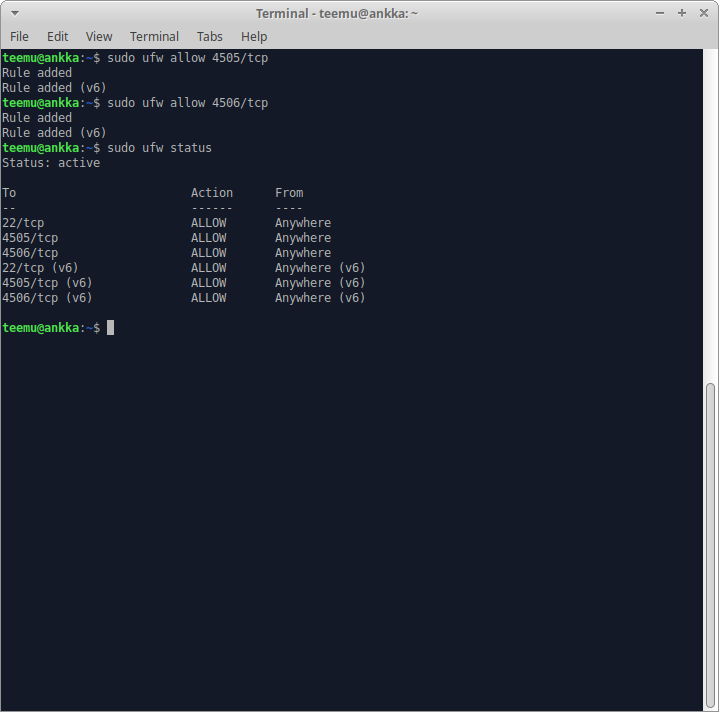 Terminal - teemu@ankka: ~
File Edit View Terminal Tabs Help
teemu@ankka:~$ sudo ufw allow 4505/tcp
Rule added
Rule added (v6)
teemu@ankka:~$ sudo ufw allow 4506/tcp
Rule added
Rule added (v6)
teemu@ankka:~$ sudo ufw status
Status: active
To                         Action      From
--                         ------      ----
22/tcp                     ALLOW       Anywhere
4505/tcp                   ALLOW       Anywhere
4506/tcp                   ALLOW       Anywhere
22/tcp (v6)                ALLOW       Anywhere (v6)
4505/tcp (v6)              ALLOW       Anywhere (v6)
4506/tcp (v6)              ALLOW       Anywhere (v6)
teemu@ankka:~$